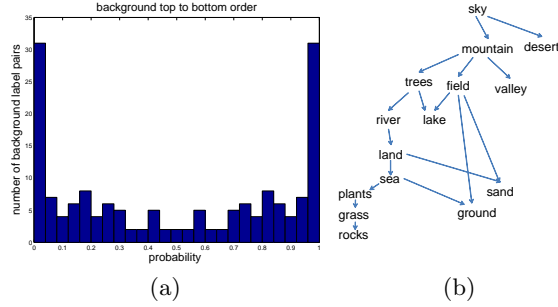 background top to bottom order
number of background label pairs
35
30
25
20
15
10
5
0
0 0.1 0.2 0.3 0.4 0.5 0.6 0.7 0.8 0.9 1
probability
(a)
sky
mountain desert
trees field valley
river lake
land
sea
plants sand
grass ground
rocks
(b)